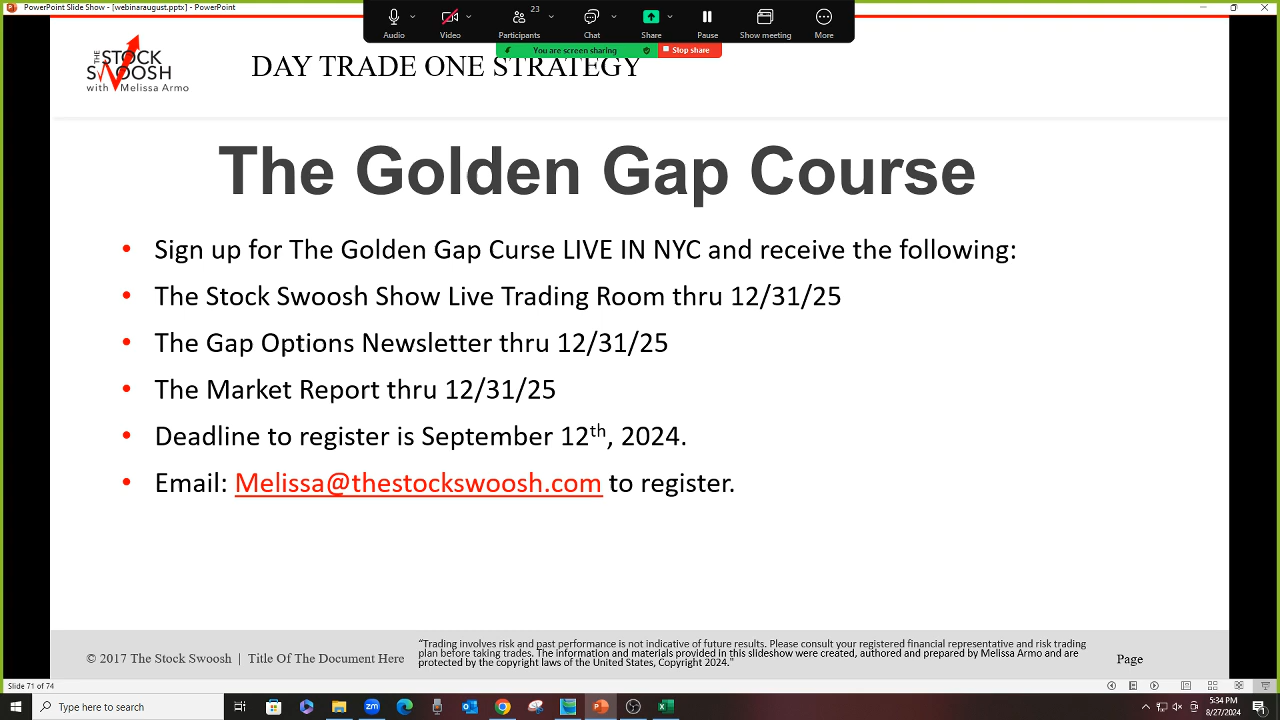 PowerPoint Slide Show - [webinaraugust.pptx] - PowerPoint
23
Audio
Video
Participants
Chat
Share
Pause
Show meeting
More
You are screen sharing
Stop share
THE
STOCK
SWOOSH
with Melissa Armo
DAY TRADE ONE STRATEGY
The Golden Gap Course
• Sign up for The Golden Gap Curse LIVE IN NYC and receive the following:
• The Stock Swoosh Show Live Trading Room thru 12/31/25
• The Gap Options Newsletter thru 12/31/25
• The Market Report thru 12/31/25
• Deadline to register is September 12th, 2024.
• Email: Melissa@thestockswoosh.com to register.
© 2017 The Stock Swoosh | Title Of The Document Here
"Trading involves risk and past performance is not indicative of future results. Please consult your registered financial representative and risk trading
plan before taking trades. The information and materials provided in this slideshow were created, authored and prepared by Melissa Armo and are
protected by the copyright laws of the United States, Copyright 2024."
Page
Slide 71 of 74
Type here to search
5:34 PM
8/27/2024